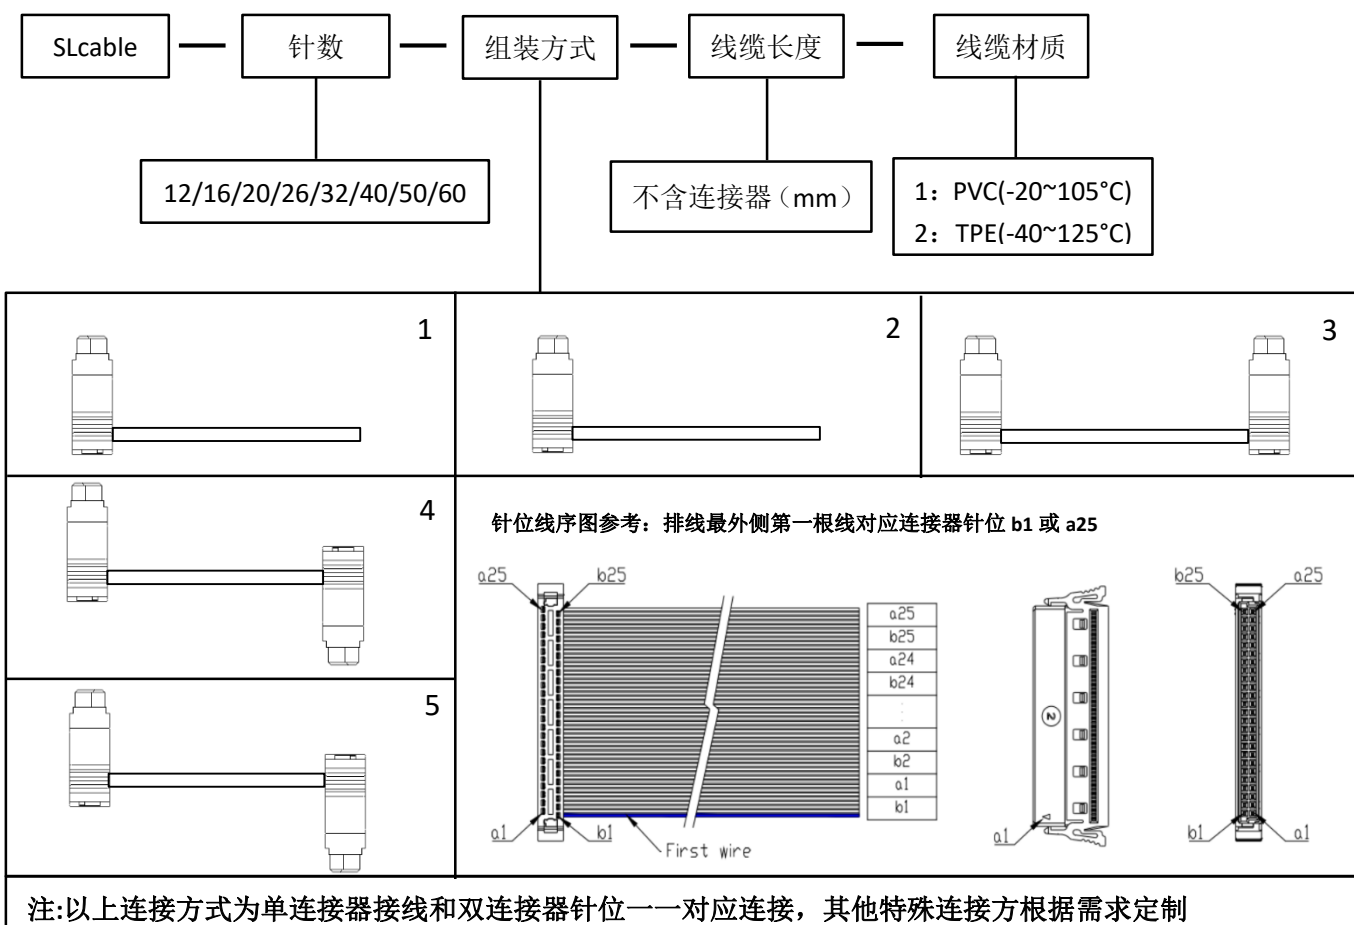 SLcable
针数
组装方式
线缆长度
线缆材质
12/16/20/26/32/40/50/60
不含连接器（mm）
1：PVC(-20~105°C)
2：TPE(-40~125°C)
1
2
3
4
5
针位线序图参考：排线最外侧第一根线对应连接器针位 b1 或 a25
a25
b25
a1
b1
First wire
a25
b25
a24
b24
a2
b2
a1
b1
2
a1
b25
a25
b1
a1
注:以上连接方式为单连接器接线和双连接器针位一一对应连接，其他特殊连接方根据需求定制